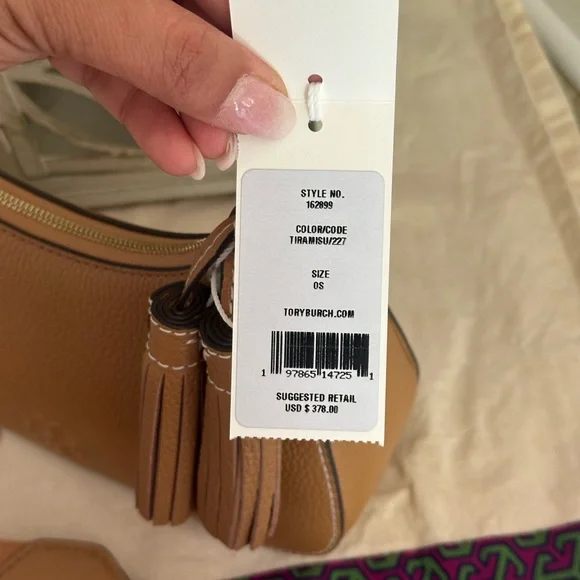 STYLE NO.
162899
COLOR/CODE
TIRAMISU/227
SIZE
OS
TORYBURCH.COM
1 97865 14725 1
SUGGESTED RETAIL
USD $ 378.00